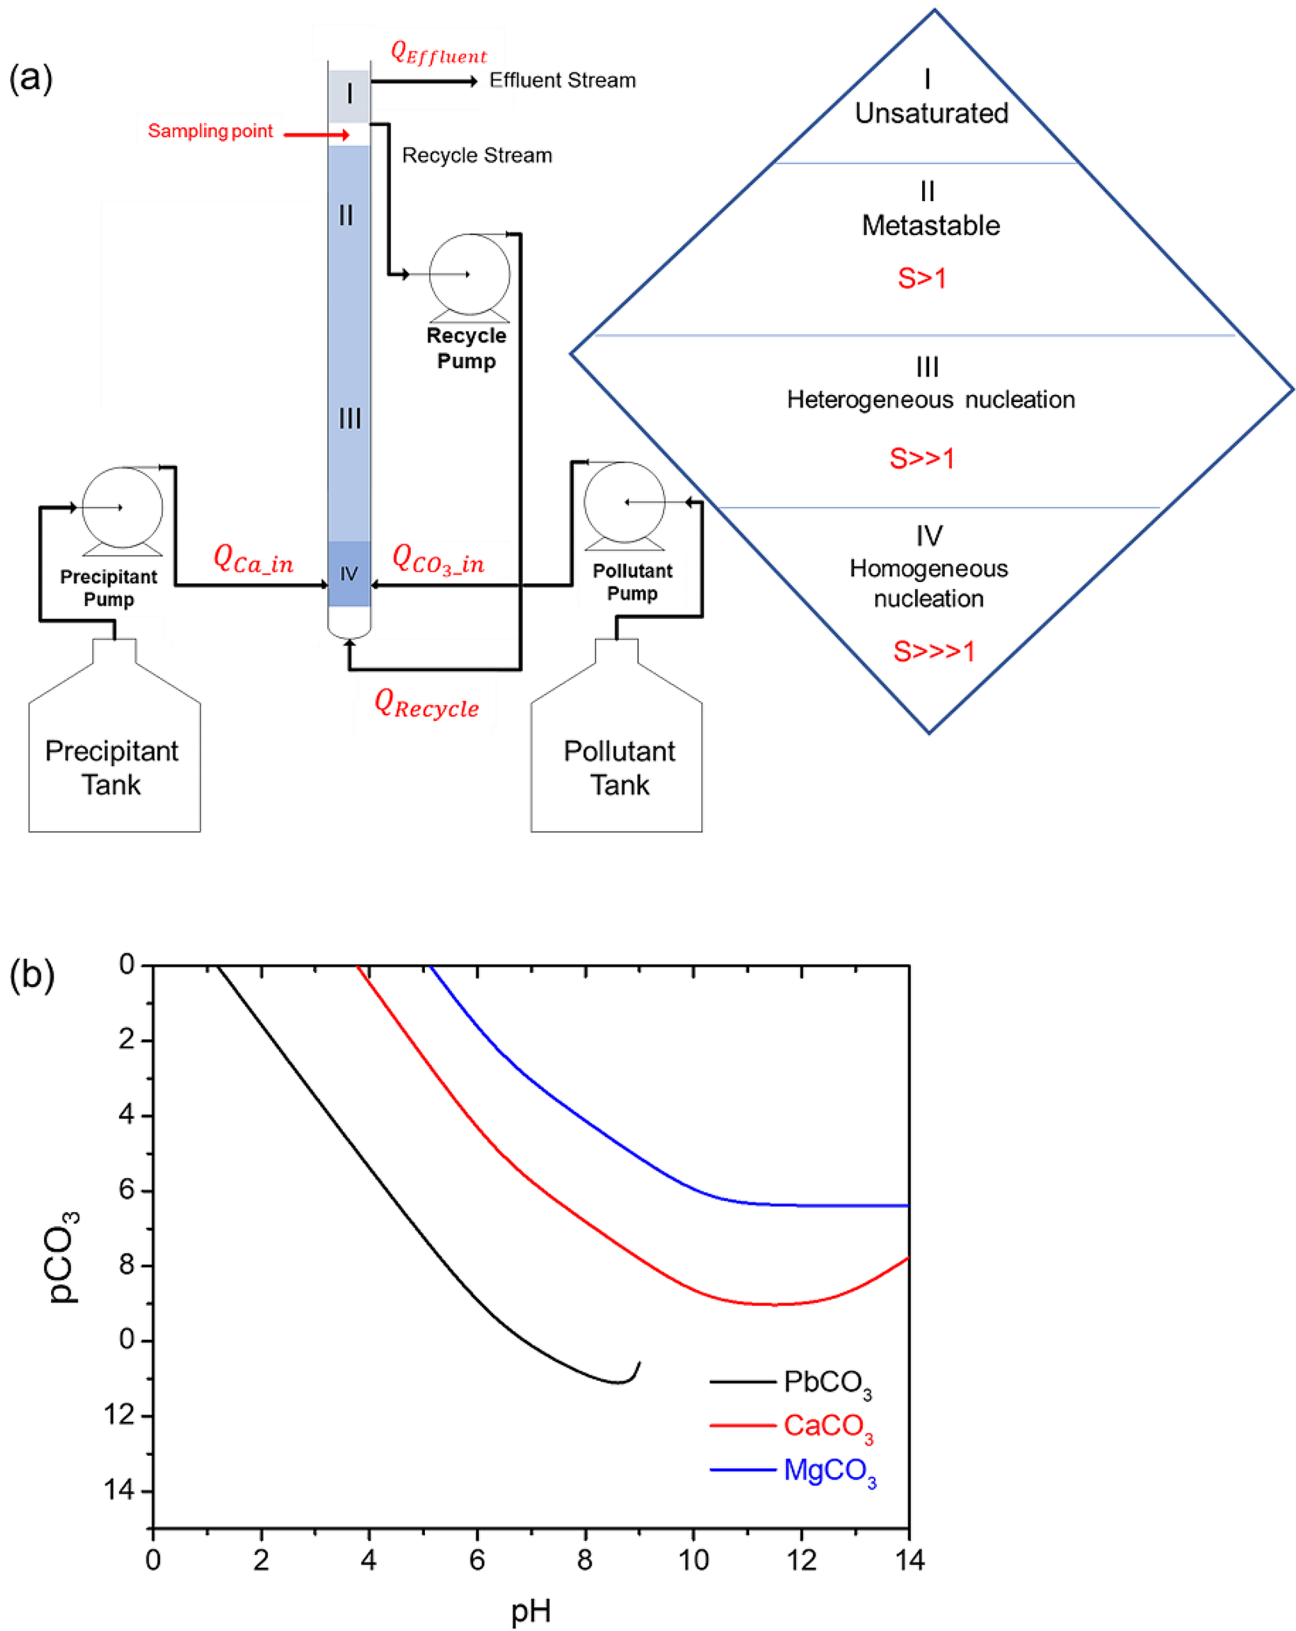 (a)
Q_Effluent
Effluent Stream
I
Sampling point
Recycle Stream
II
Recycle
Pump
III
Q_Ca_in
Q_CO₃_in
IV
Precipitant
Pump
Pollutant
Pump
Q_Recycle
Precipitant
Tank
Pollutant
Tank
I
Unsaturated
II
Metastable
S>1
III
Heterogeneous nucleation
S>>1
IV
Homogeneous
nucleation
S>>>1
(b)
pCO₃
0
2
4
6
8
0
12
14
0 2 4 6 8 10 12 14
pH
PbCO₃
CaCO₃
MgCO₃